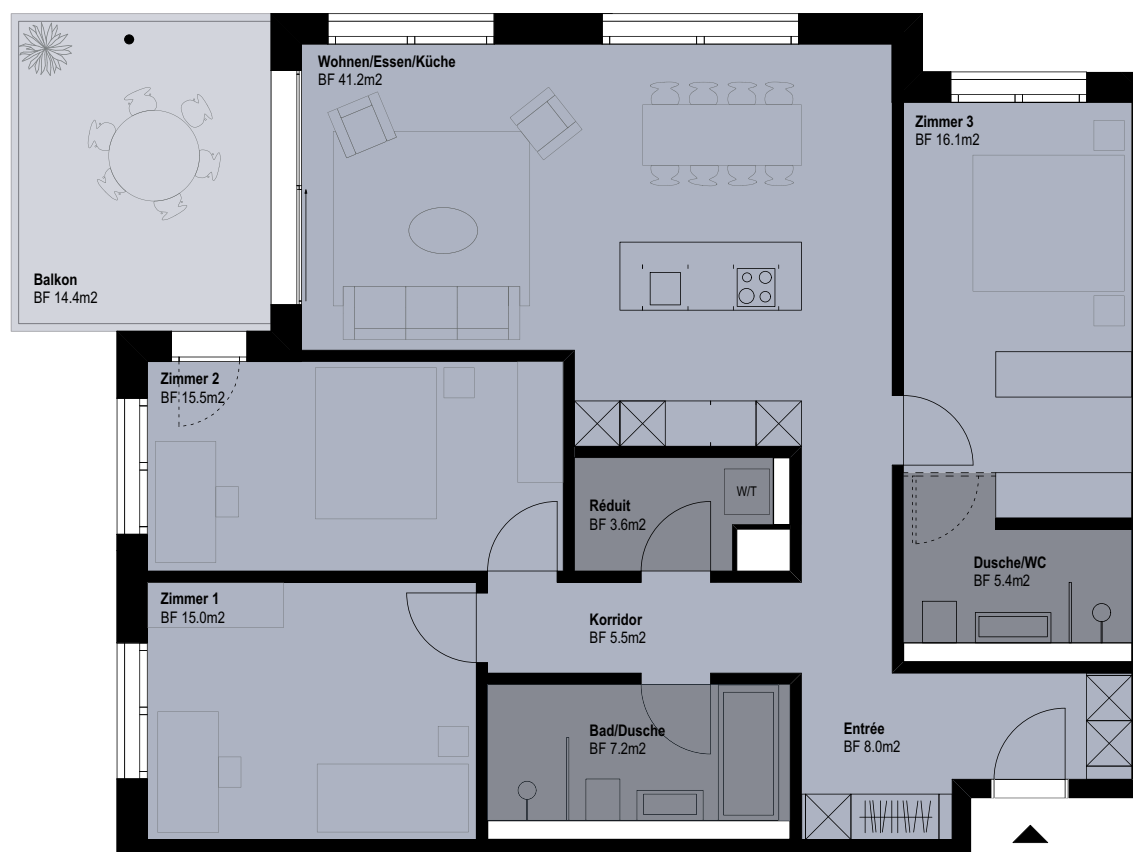 Wohnen/Essen/Küche
BF 41.2m2
Zimmer 3
BF 16.1m2
Balkon
BF 14.4m2
Zimmer 2
BF 15.5m2
Réduit
BF 3.6m2
W/T
Dusche/WC
BF 5.4m2
Zimmer 1
BF 15.0m2
Korridor
BF 5.5m2
Bad/Dusche
BF 7.2m2
Entrée
BF 8.0m2